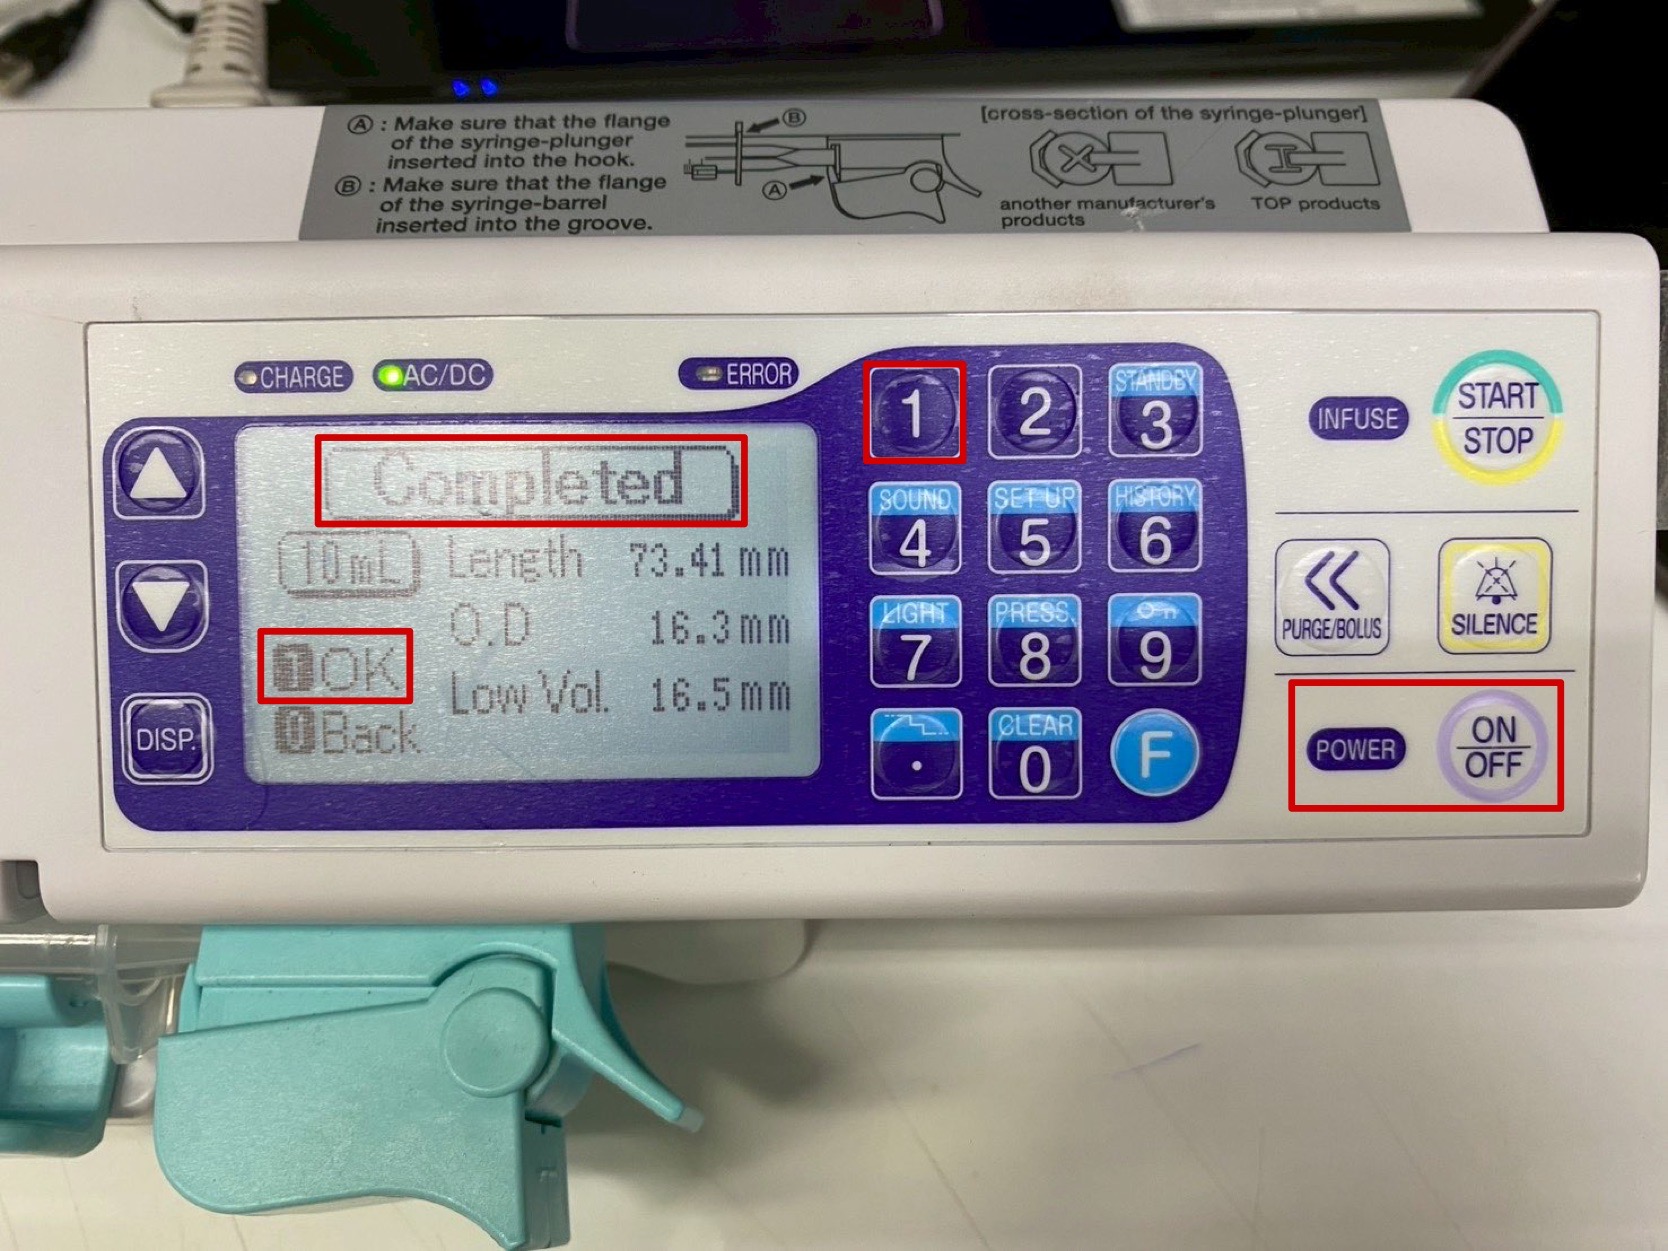 Ⓐ : Make sure that the flange
of the syringe-plunger
inserted into the hook.
Ⓑ : Make sure that the flange
of the syringe-barrel
inserted into the groove.
Ⓑ
Ⓐ
[cross-section of the syringe-plunger]
another manufacturer's
products
TOP products
CHARGE
AC/DC
ERROR
Completed
10mL
Length 73.41 mm
O.D 16.3 mm
1 OK
Low Vol. 16.5 mm
0 Back
DISP.
1
2
STANDBY
3
SOUND
4
SET UP
5
HISTORY
6
LIGHT
7
PRESS.
8
9
.
CLEAR
0
F
INFUSE
START
STOP
PURGE/BOLUS
SILENCE
POWER
ON
OFF